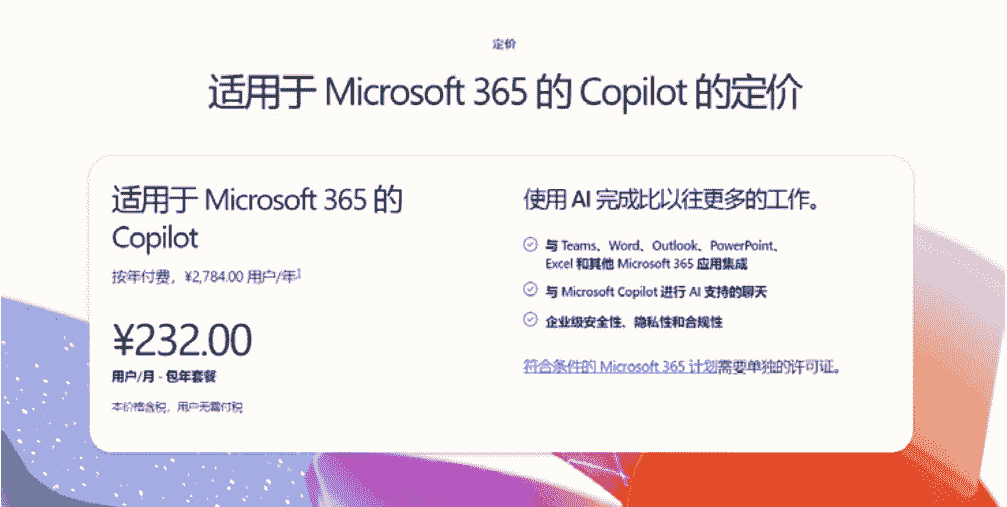 定价
适用于 Microsoft 365 的 Copilot 的定价
适用于 Microsoft 365 的
Copilot
按年付费，¥2,784.00 用户/年1
¥232.00
用户/月 - 包年套餐
本价格含税，用户无需付税
使用 AI 完成比以往更多的工作。
与 Teams、Word、Outlook、PowerPoint、
Excel 和其他 Microsoft 365 应用集成
与 Microsoft Copilot 进行 AI 支持的聊天
企业级安全性、隐私性和合规性
符合条件的 Microsoft 365 计划需要单独的许可证。